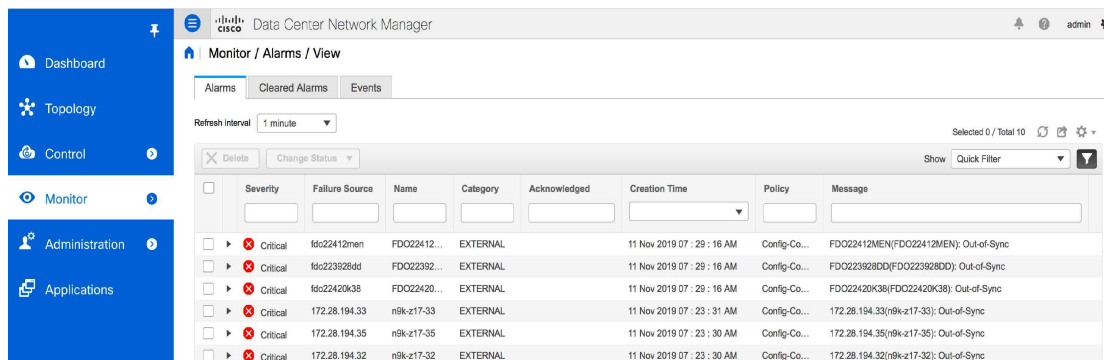 cisco Data Center Network Manager
admin
Monitor / Alarms / View
Dashboard
Topology
Control
Monitor
Administration
Applications
Alarms Cleared Alarms Events
Refresh Interval 1 minute
Selected 0 / Total 10
Delete Change Status Show Quick Filter
Severity Failure Source Name Category Acknowledged Creation Time Policy Message
Critical fdo22412men FDO22412... EXTERNAL 11 Nov 2019 07 : 29 : 16 AM Config-Co... FDO22412MEN(FDO22412MEN): Out-of-Sync
Critical fdo223928dd FDO22392... EXTERNAL 11 Nov 2019 07 : 29 : 16 AM Config-Co... FDO223928DD(FDO223928DD): Out-of-Sync
Critical fdo22420k38 FDO22420... EXTERNAL 11 Nov 2019 07 : 29 : 16 AM Config-Co... FDO22420K38(FDO22420K38): Out-of-Sync
Critical 172.28.194.33 n9k-z17-33 EXTERNAL 11 Nov 2019 07 : 23 : 31 AM Config-Co... 172.28.194.33(n9k-z17-33): Out-of-Sync
Critical 172.28.194.35 n9k-z17-35 EXTERNAL 11 Nov 2019 07 : 23 : 30 AM Config-Co... 172.28.194.35(n9k-z17-35): Out-of-Sync
Critical 172.28.194.32 n9k-z17-32 EXTERNAL 11 Nov 2019 07 : 23 : 30 AM Config-Co... 172.28.194.32(n9k-z17-32): Out-of-Sync